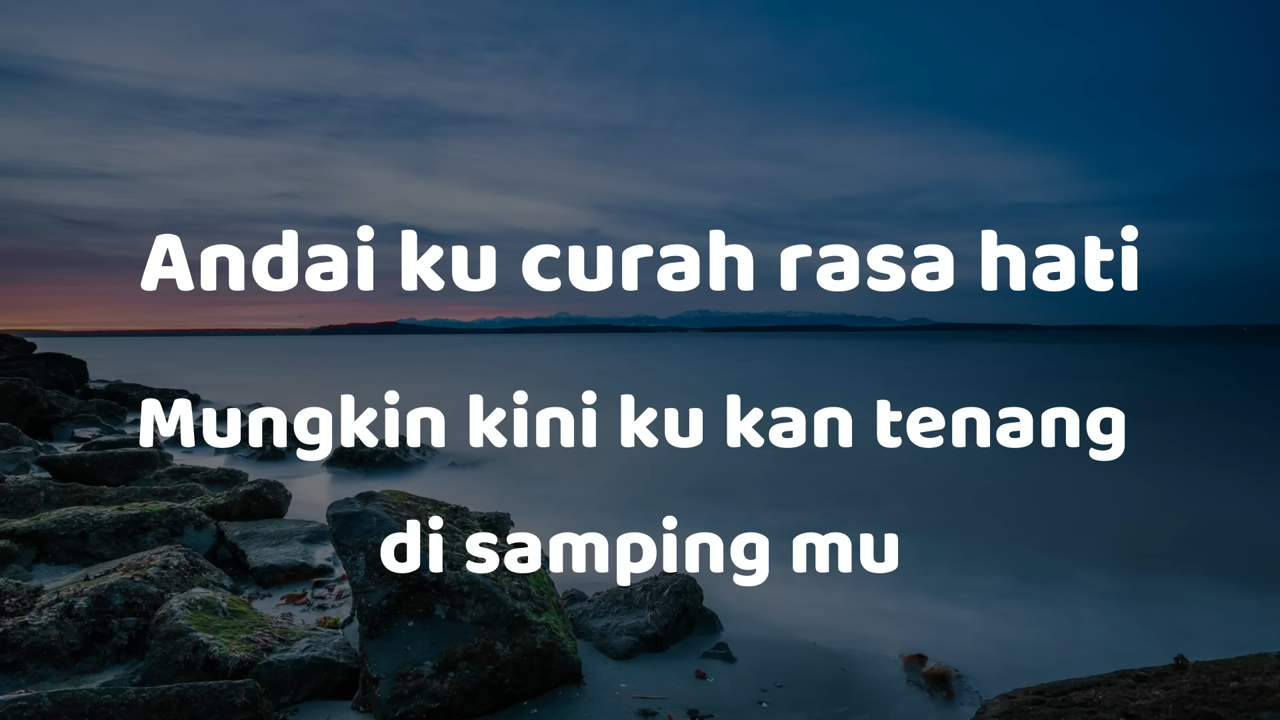 Andai ku curah rasa hati
Mungkin kini ku kan tenang
di samping mu